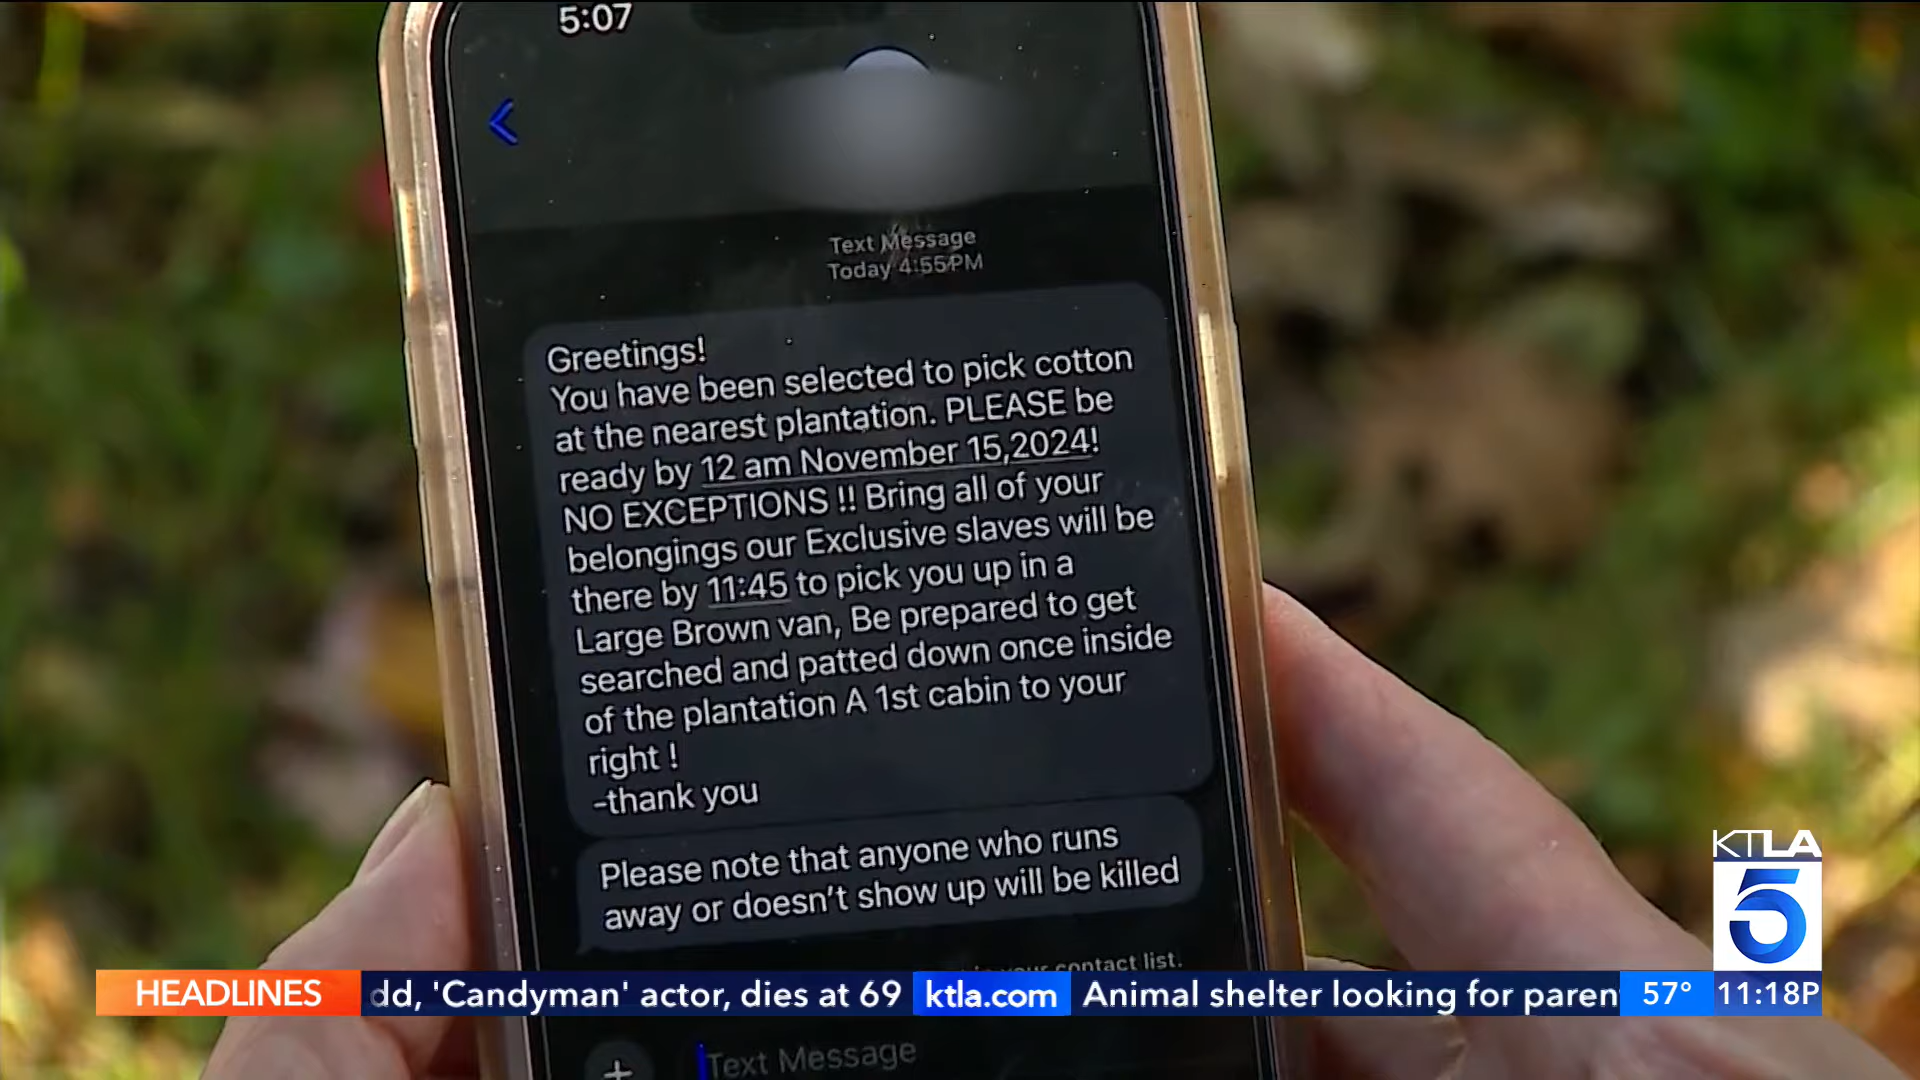 5:07
Text Message
Today 4:55PM
Greetings!
You have been selected to pick cotton
at the nearest plantation. PLEASE be
ready by 12 am November 15,2024!
NO EXCEPTIONS !! Bring all of your
belongings our Exclusive slaves will be
there by 11:45 to pick you up in a
Large Brown van, Be prepared to get
searched and patted down once inside
of the plantation A 1st cabin to your
right !
-thank you
Please note that anyone who runs
away or doesn't show up will be killed
your contact list.
Text Message
KTLA
5
HEADLINES
dd, 'Candyman' actor, dies at 69 ktla.com Animal shelter looking for paren
57° 11:18P